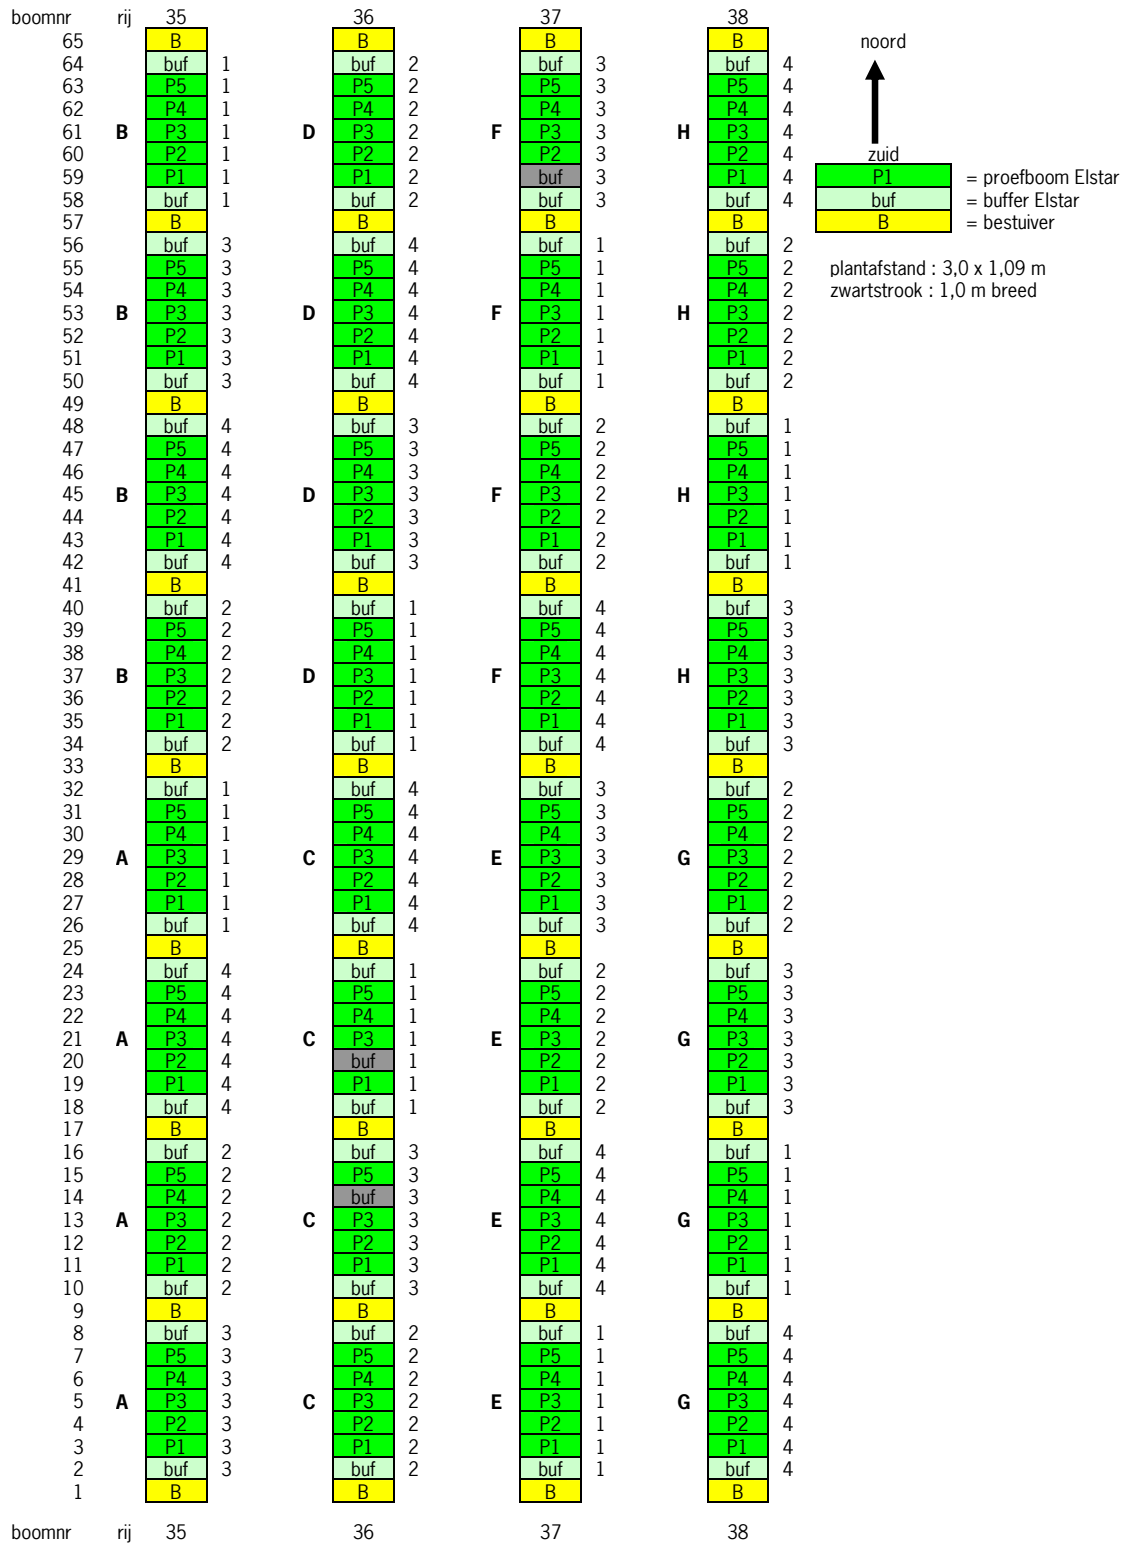 boomnr rij 35 36 37 38
65 B B B B noord
64 buf 1 buf 2 buf 3 buf 4
63 P5 1 P5 2 P5 3 P5 4
62 P4 1 P4 2 P4 3 P4 4
61 B P3 1 D P3 2 F P3 3 H P3 4
60 P2 1 P2 2 P2 3 P2 4 zuid
59 P1 1 P1 2 buf 3 P1 4 P1 = proefboom Elstar
58 buf 1 buf 2 buf 3 buf 4 buf = buffer Elstar
57 B B B B B = bestuiver
56 buf 3 buf 4 buf 1 buf 2
55 P5 3 P5 4 P5 1 P5 2 plantafstand : 3,0 x 1,09 m
54 P4 3 P4 4 P4 1 P4 2 zwartstrook : 1,0 m breed
53 B P3 3 D P3 4 F P3 1 H P3 2
52 P2 3 P2 4 P2 1 P2 2
51 P1 3 P1 4 P1 1 P1 2
50 buf 3 buf 4 buf 1 buf 2
49 B B B B
48 buf 4 buf 3 buf 2 buf 1
47 P5 4 P5 3 P5 2 P5 1
46 P4 4 P4 3 P4 2 P4 1
45 B P3 4 D P3 3 F P3 2 H P3 1
44 P2 4 P2 3 P2 2 P2 1
43 P1 4 P1 3 P1 2 P1 1
42 buf 4 buf 3 buf 2 buf 1
41 B B B B
40 buf 2 buf 1 buf 4 buf 3
39 P5 2 P5 1 P5 4 P5 3
38 P4 2 P4 1 P4 4 P4 3
37 B P3 2 D P3 1 F P3 4 H P3 3
36 P2 2 P2 1 P2 4 P2 3
35 P1 2 P1 1 P1 4 P1 3
34 buf 2 buf 1 buf 4 buf 3
33 B B B B
32 buf 1 buf 4 buf 3 buf 2
31 P5 1 P5 4 P5 3 P5 2
30 P4 1 P4 4 P4 3 P4 2
29 A P3 1 C P3 4 E P3 3 G P3 2
28 P2 1 P2 4 P2 3 P2 2
27 P1 1 P1 4 P1 3 P1 2
26 buf 1 buf 4 buf 3 buf 2
25 B B B B
24 buf 4 buf 1 buf 2 buf 3
23 P5 4 P5 1 P5 2 P5 3
22 P4 4 P4 1 P4 2 P4 3
21 A P3 4 C P3 1 E P3 2 G P3 3
20 P2 4 buf 1 P2 2 P2 3
19 P1 4 P1 1 P1 2 P1 3
18 buf 4 buf 1 buf 2 buf 3
17 B B B B
16 buf 2 buf 3 buf 4 buf 1
15 P5 2 P5 3 P5 4 P5 1
14 P4 2 buf 3 P4 4 P4 1
13 A P3 2 C P3 3 E P3 4 G P3 1
12 P2 2 P2 3 P2 4 P2 1
11 P1 2 P1 3 P1 4 P1 1
10 buf 2 buf 3 buf 4 buf 1
9 B B B B
8 buf 3 buf 2 buf 1 buf 4
7 P5 3 P5 2 P5 1 P5 4
6 P4 3 P4 2 P4 1 P4 4
5 A P3 3 C P3 2 E P3 1 G P3 4
4 P2 3 P2 2 P2 1 P2 4
3 P1 3 P1 2 P1 1 P1 4
2 buf 3 buf 2 buf 1 buf 4
1 B B B B
boomnr rij 35 36 37 38